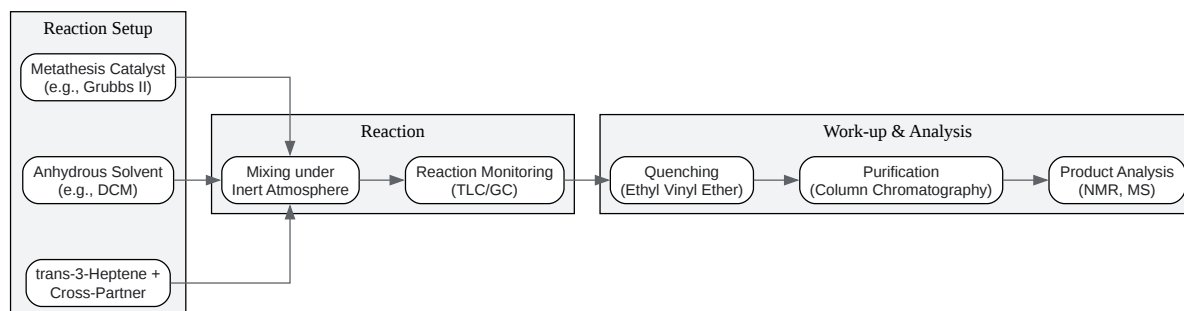 Reaction Setup
Metathesis Catalyst
(e.g., Grubbs II)
Anhydrous Solvent
(e.g., DCM)
trans-3-Heptene +
Cross-Partner
Reaction
Mixing under
Inert Atmosphere
Reaction Monitoring
(TLC/GC)
Work-up & Analysis
Quenching
(Ethyl Vinyl Ether)
Purification
(Column Chromatography)
Product Analysis
(NMR, MS)